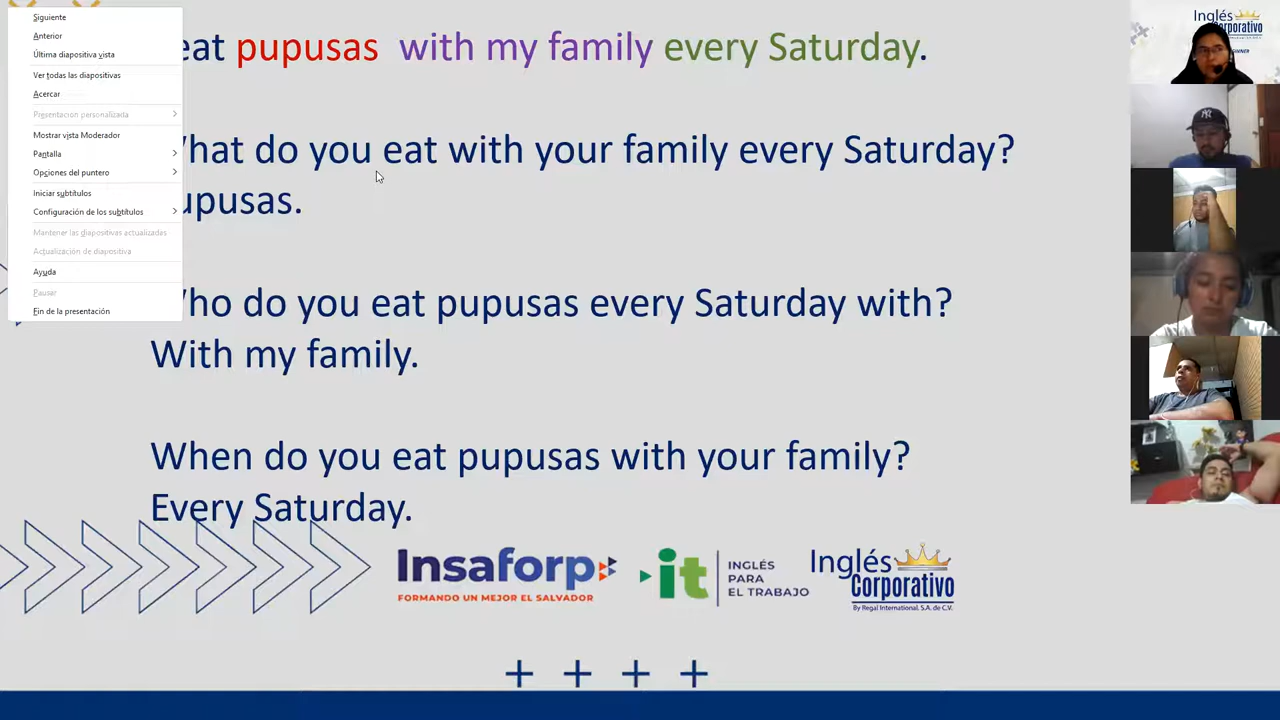 Siguiente
Anterior
Última diapositiva vista
Ver todas las diapositivas
Acercar
Presentación personalizada
Mostrar vista Moderador
Pantalla
Opciones del puntero
Iniciar subtítulos
Configuración de los subtítulos
Mantener las diapositivas actualizadas
Actualización de diapositiva
Ayuda
Pausar
Fin de la presentación
eat pupusas with my family every Saturday.
hat do you eat with your family every Saturday?
upusas.
ho do you eat pupusas every Saturday with?
With my family.
When do you eat pupusas with your family?
Every Saturday.
Insaforp
FORMANDO UN MEJOR EL SALVADOR
it
INGLÉS
PARA
EL TRABAJO
Inglés
Corporativo
By Regal International, S.A. de C.V.
Inglés